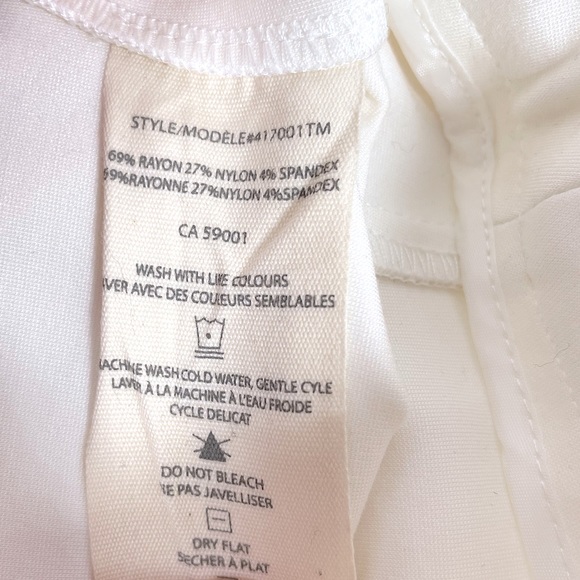 STYLE/MODÈLE#417001TM
69% RAYON 27% NYLON 4% SPANDEX
69%RAYONNE 27%NYLON 4%SPANDEX
CA 59001
WASH WITH LIKE COLOURS
AVER AVEC DES COULEURS SEMBLABLES
MACHINE WASH COLD WATER, GENTLE CYLE
LAVER À LA MACHINE À L'EAU FROIDE
CYCLE DELICAT
DO NOT BLEACH
NE PAS JAVELLISER
DRY FLAT
SECHER À PLAT